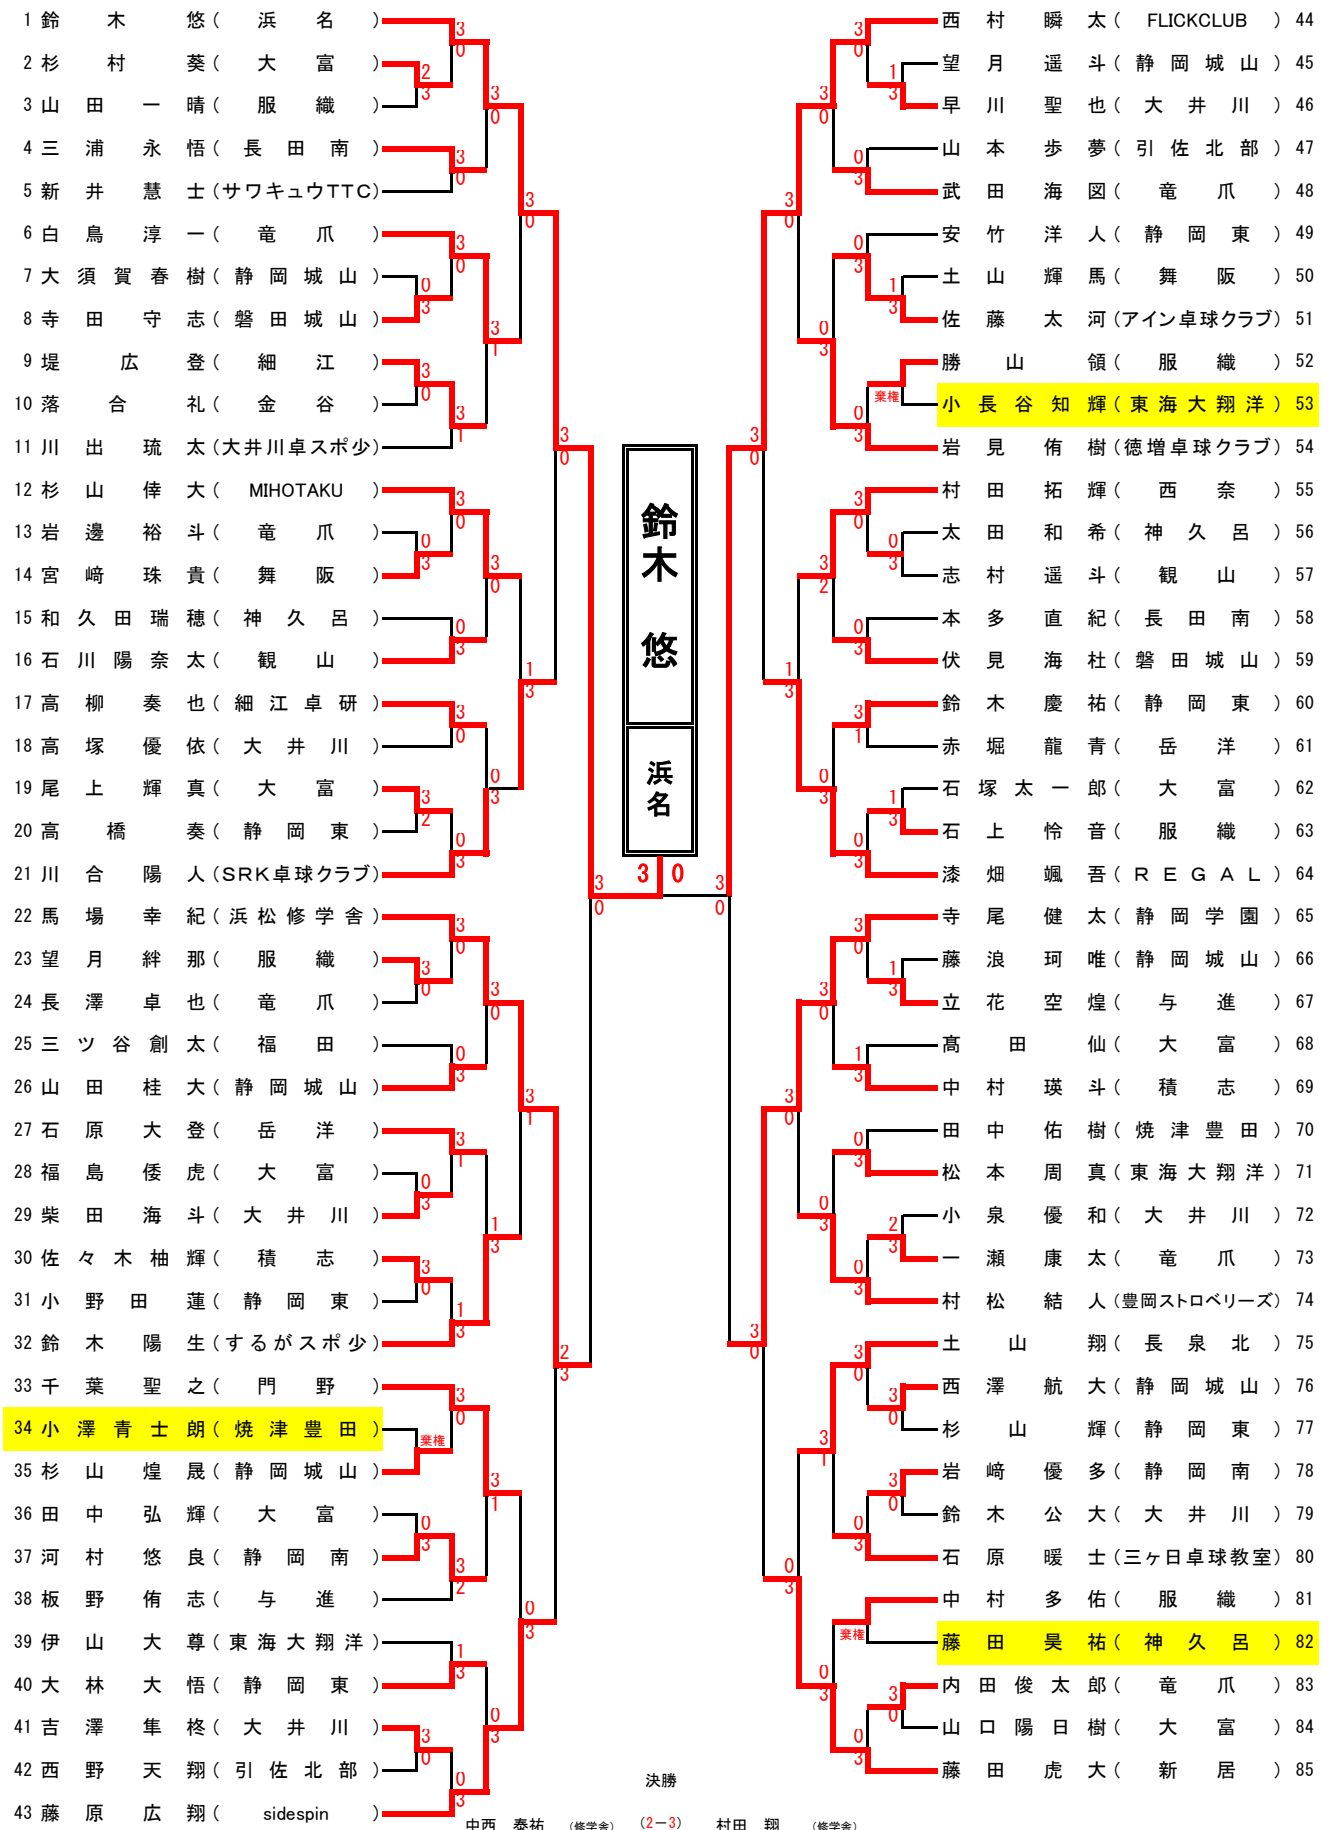 1 鈴木悠(浜名)
2 杉村葵(大富)
3 山田一晴(服織)
4 三浦永悟(長田南)
5 新井慧士(サワキュウTTC)
6 白鳥淳一(竜爪)
7 大須賀春樹(静岡城山)
8 寺田守志(磐田城山)
9 堤広登(細江)
10 落合礼(金谷)
11 川出琉太(大井川卓スポ少)
12 杉山倖大(MIHOTAKU)
13 岩邊裕斗(竜爪)
14 宮﨑珠貴(舞阪)
15 和久田瑞穂(神久呂)
16 石川陽奈太(観山)
17 高柳奏也(細江卓研)
18 高塚優依(大井川)
19 尾上輝真(大富)
20 高橋奏(静岡東)
21 川合陽人(SRK卓球クラブ)
22 馬場幸紀(浜松修学舎)
23 望月絆那(服織)
24 長澤卓也(竜爪)
25 三ツ谷創太(福田)
26 山田桂大(静岡城山)
27 石原大登(岳洋)
28 福島倭虎(大富)
29 柴田海斗(大井川)
30 佐々木柚輝(積志)
31 小野田蓮(静岡東)
32 鈴木陽生(するがスポ少)
33 千葉聖之(門野)
34 小澤青士朗(焼津豊田)
棄権
35 杉山煌晟(静岡城山)
36 田中弘輝(大富)
37 河村悠良(静岡南)
38 板野侑志(与進)
39 伊山大尊(東海大翔洋)
40 大林大悟(静岡東)
41 吉澤隼柊(大井川)
42 西野天翔(引佐北部)
43 藤原広翔(sidespin)
鈴木 悠
浜名
3 0
西村瞬太(FLICKCLUB) 44
望月遥斗(静岡城山) 45
早川聖也(大井川) 46
山本歩夢(引佐北部) 47
武田海図(竜爪) 48
安竹洋人(静岡東) 49
土山輝馬(舞阪) 50
佐藤太河(アイン卓球クラブ) 51
勝山領(服織) 52
棄権
小長谷知輝(東海大翔洋) 53
岩見侑樹(徳増卓球クラブ) 54
村田拓輝(西奈) 55
太田和希(神久呂) 56
志村遥斗(観山) 57
本多直紀(長田南) 58
伏見海杜(磐田城山) 59
鈴木慶祐(静岡東) 60
赤堀龍青(岳洋) 61
石塚太一郎(大富) 62
石上怜音(服織) 63
漆畑颯吾(REGAL) 64
寺尾健太(静岡学園) 65
藤浪珂唯(静岡城山) 66
立花空煌(与進) 67
髙田仙(大富) 68
中村瑛斗(積志) 69
田中佑樹(焼津豊田) 70
松本周真(東海大翔洋) 71
小泉優和(大井川) 72
一瀬康太(竜爪) 73
村松結人(豊岡ストロベリーズ) 74
土山翔(長泉北) 75
西澤航大(静岡城山) 76
杉山輝(静岡東) 77
岩﨑優多(静岡南) 78
鈴木公大(大井川) 79
石原暖士(三ヶ日卓球教室) 80
中村多佑(服織) 81
棄権
藤田昊祐(神久呂) 82
内田俊太郎(竜爪) 83
山口陽日樹(大富) 84
藤田虎大(新居) 85
決勝
中西 泰祐 (修学舎) (2-3) 村田 翔 (修学舎)